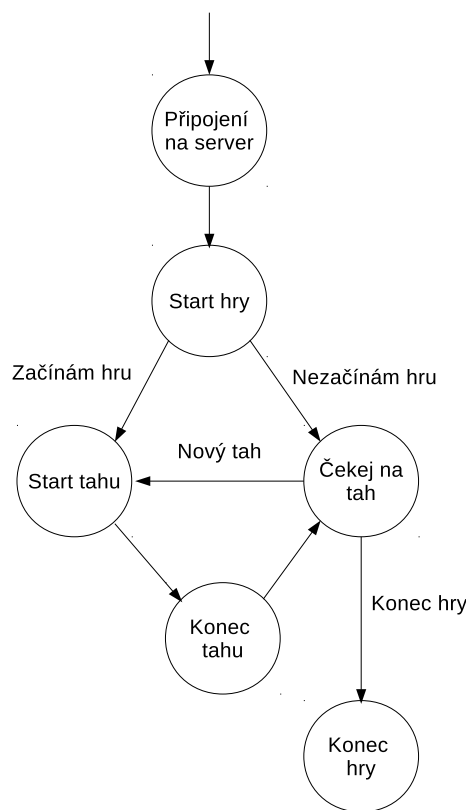 Připojení
na server
Start hry
Začínám hru
Nezačínám hru
Nový tah
Start tahu
Čekej na
tah
Konec hry
Konec
tahu
Konec
hry